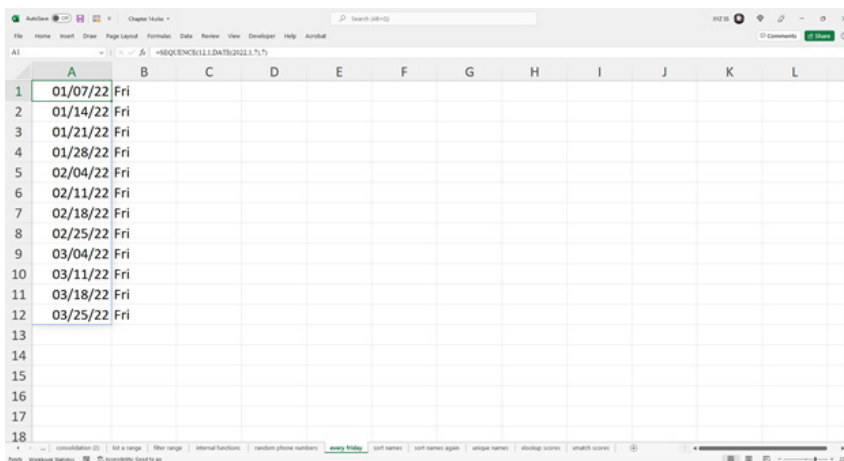 AutoSave Off Chapter 14.xlsx Search (Alt+Q) XYZ SS
File Home Insert Draw Page Layout Formulas Data Review View Developer Help Acrobat Comments Share
A1 fx =SEQUENCE(12,1,DATE(2022,1,7),7)
A B C D E F G H I J K L
1 01/07/22 Fri
2 01/14/22 Fri
3 01/21/22 Fri
4 01/28/22 Fri
5 02/04/22 Fri
6 02/11/22 Fri
7 02/18/22 Fri
8 02/25/22 Fri
9 03/04/22 Fri
10 03/11/22 Fri
11 03/18/22 Fri
12 03/25/22 Fri
13
14
15
16
17
18
... consolidation (2) list a range filter range internal functions random phone numbers every friday sort names sort names again unique names xlookup scores xmatch scores
Ready Workbook Statistics Accessibility: Good to go